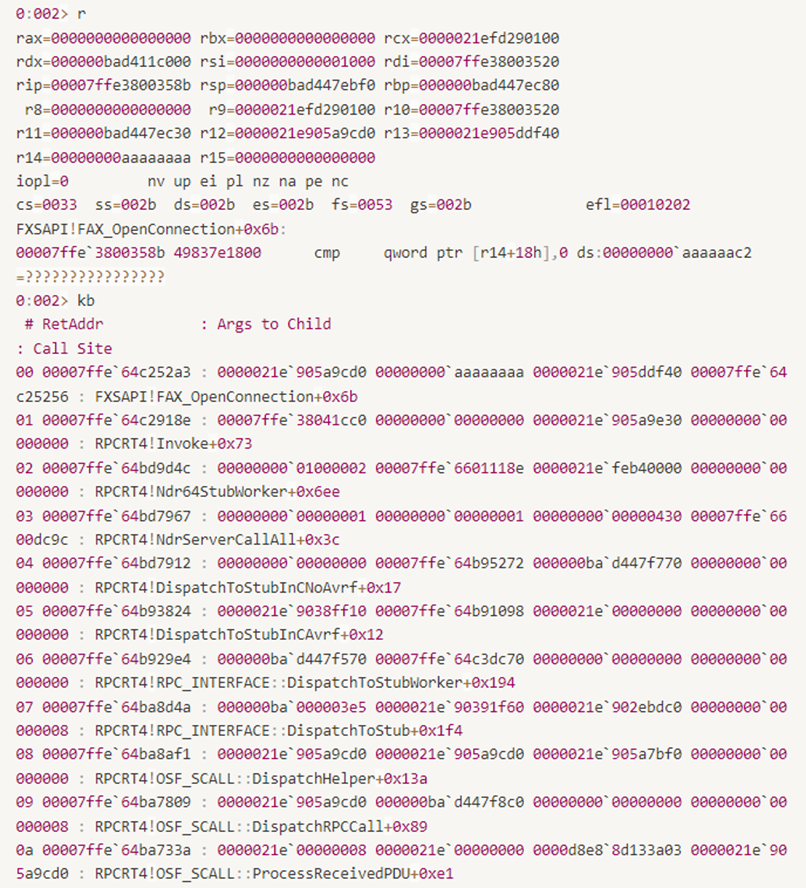 0:002> r
rax=0000000000000000 rbx=0000000000000000 rcx=0000021efd290100
rdx=000000bad411c000 rsi=0000000000001000 rdi=00007ffe38003520
rip=00007ffe3800358b rsp=000000bad447ebf0 rbp=000000bad447ec80
r8=0000000000000000 r9=0000021efd290100 r10=00007ffe38003520
r11=000000bad447ec30 r12=0000021e905a9cd0 r13=0000021e905ddf40
r14=00000000aaaaaaaa r15=0000000000000000
iopl=0 nv up ei pl nz na pe nc
cs=0033 ss=002b ds=002b es=002b fs=0053 gs=002b efl=00010202
FXSAPI!FAX_OpenConnection+0x6b:
00007ffe`3800358b 49837e1800 cmp qword ptr [r14+18h],0 ds:00000000`aaaaaac2
=????????????????
0:002> kb
# RetAddr : Args to Child
: Call Site
00 00007ffe`64c252a3 : 0000021e`905a9cd0 00000000`aaaaaaaa 0000021e`905ddf40 00007ffe`64
c25256 : FXSAPI!FAX_OpenConnection+0x6b
01 00007ffe`64c2918e : 00007ffe`38041cc0 00000000`00000000 0000021e`905a9e30 00000000`00
000000 : RPCRT4!Invoke+0x73
02 00007ffe`64bd9d4c : 00000000`01000002 00007ffe`6601118e 0000021e`feb40000 00000000`00
000000 : RPCRT4!Ndr64StubWorker+0x6ee
03 00007ffe`64bd7967 : 00000000`00000001 00000000`00000001 00000000`00000430 00007ffe`66
00dc9c : RPCRT4!NdrServerCallAll+0x3c
04 00007ffe`64bd7912 : 00000000`00000000 00007ffe`64b95272 000000ba`d447f770 00000000`00
000000 : RPCRT4!DispatchToStubInCNoAvrf+0x17
05 00007ffe`64b93824 : 0000021e`9038ff10 00007ffe`64b91098 0000021e`00000000 00000000`00
000000 : RPCRT4!DispatchToStubInCAvrf+0x12
06 00007ffe`64b929e4 : 000000ba`d447f570 00007ffe`64c3dc70 00000000`00000000 00000000`00
000000 : RPCRT4!RPC_INTERFACE::DispatchToStubWorker+0x194
07 00007ffe`64ba8d4a : 000000ba`000003e5 0000021e`90391f60 0000021e`902ebdc0 00000000`00
000008 : RPCRT4!RPC_INTERFACE::DispatchToStub+0x1f4
08 00007ffe`64ba8af1 : 0000021e`905a9cd0 0000021e`905a9cd0 0000021e`905a7bf0 00000000`00
000000 : RPCRT4!OSF_SCALL::DispatchHelper+0x13a
09 00007ffe`64ba7809 : 0000021e`905a9cd0 000000ba`d447f8c0 00000000`00000000 00000000`00
000008 : RPCRT4!OSF_SCALL::DispatchRPCCall+0x89
0a 00007ffe`64ba733a : 0000021e`00000008 0000021e`00000000 0000d8e8`8d133a03 0000021e`90
5a9cd0 : RPCRT4!OSF_SCALL::ProcessReceivedPDU+0xe1